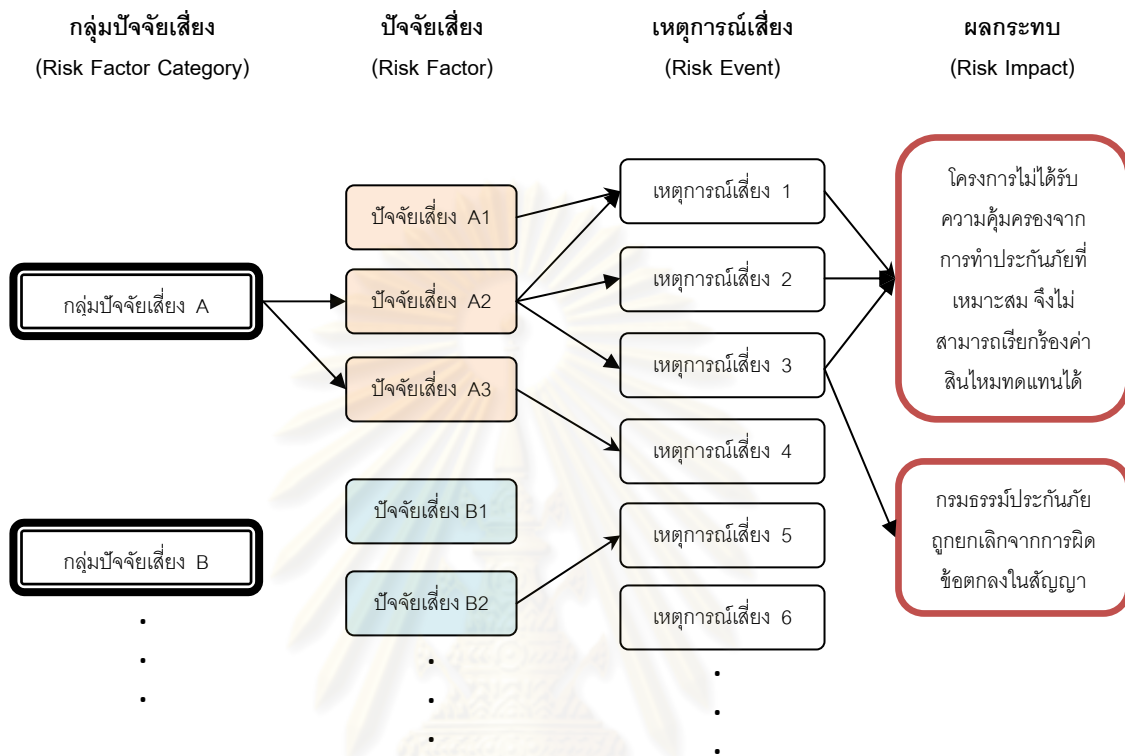 กลุ่มปัจจัยเสี่ยง
(Risk Factor Category)
ปัจจัยเสี่ยง
(Risk Factor)
เหตุการณ์เสี่ยง
(Risk Event)
ผลกระทบ
(Risk Impact)
กลุ่มปัจจัยเสี่ยง A
กลุ่มปัจจัยเสี่ยง B
ปัจจัยเสี่ยง A1
ปัจจัยเสี่ยง A2
ปัจจัยเสี่ยง A3
ปัจจัยเสี่ยง B1
ปัจจัยเสี่ยง B2
เหตุการณ์เสี่ยง 1
เหตุการณ์เสี่ยง 2
เหตุการณ์เสี่ยง 3
เหตุการณ์เสี่ยง 4
เหตุการณ์เสี่ยง 5
เหตุการณ์เสี่ยง 6
โครงการไม่ได้รับ
ความคุ้มครองจาก
การทำประกันภัยที่
เหมาะสม จึงไม่
สามารถเรียกร้องค่า
สินไหมทดแทนได้
กรมธรรม์ประกันภัย
ถูกยกเลิกจากการผิด
ข้อตกลงในสัญญา